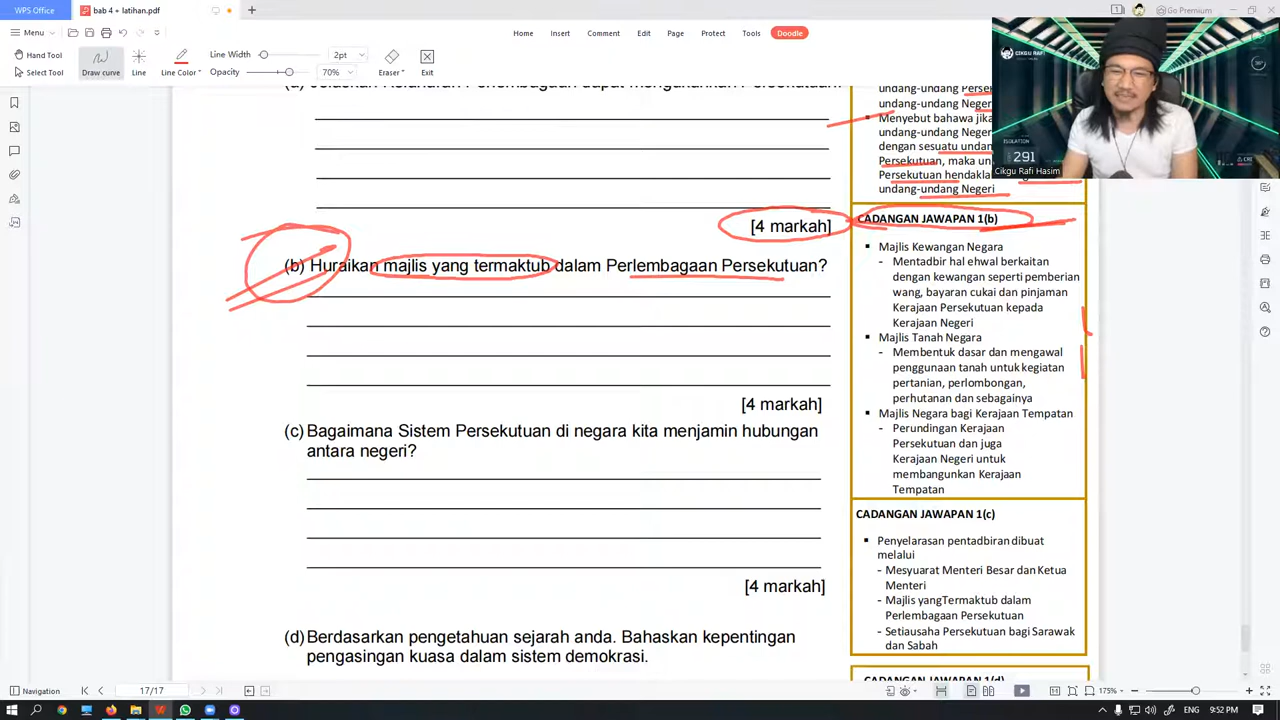 WPS Office
bab 4 + latihan.pdf
Go Premium
Menu
Home
Insert
Comment
Edit
Page
Protect
Tools
Doodle
Hand Tool
Select Tool
Draw curve
Line
Line Color
Line Width
2pt
Opacity
70%
Eraser
Exit
CIKGU RAFI
ISOLATION
291
Cikgu Rafi Hasim
[4 markah]
(b) Huraikan majlis yang termaktub dalam Perlembagaan Persekutuan?
[4 markah]
(c) Bagaimana Sistem Persekutuan di negara kita menjamin hubungan
antara negeri?
[4 markah]
(d) Berdasarkan pengetahuan sejarah anda. Bahaskan kepentingan
pengasingan kuasa dalam sistem demokrasi.
undang-undang
undang-undang
▪ Menyebut bahawa
undang-undang Negeri
dengan sesuatu
Persekutuan, maka
Persekutuan hendaklah
undang-undang Negeri
CADANGAN JAWAPAN 1(b)
▪ Majlis Kewangan Negara
- Mentadbir hal ehwal berkaitan
dengan kewangan seperti pemberian
wang, bayaran cukai dan pinjaman
Kerajaan Persekutuan kepada
Kerajaan Negeri
▪ Majlis Tanah Negara
- Membentuk dasar dan mengawal
penggunaan tanah untuk kegiatan
pertanian, perlombongan,
perhutanan dan sebagainya
▪ Majlis Negara bagi Kerajaan Tempatan
- Perundingan Kerajaan
Persekutuan dan juga
Kerajaan Negeri untuk
membangunkan Kerajaan
Tempatan
CADANGAN JAWAPAN 1(c)
▪ Penyelarasan pentadbiran dibuat
melalui
- Mesyuarat Menteri Besar dan Ketua
Menteri
- Majlis yangTermaktub dalam
Perlembagaan Persekutuan
- Setiausaha Persekutuan bagi Sarawak
dan Sabah
Navigation
17/17
175%
ENG
9:52 PM